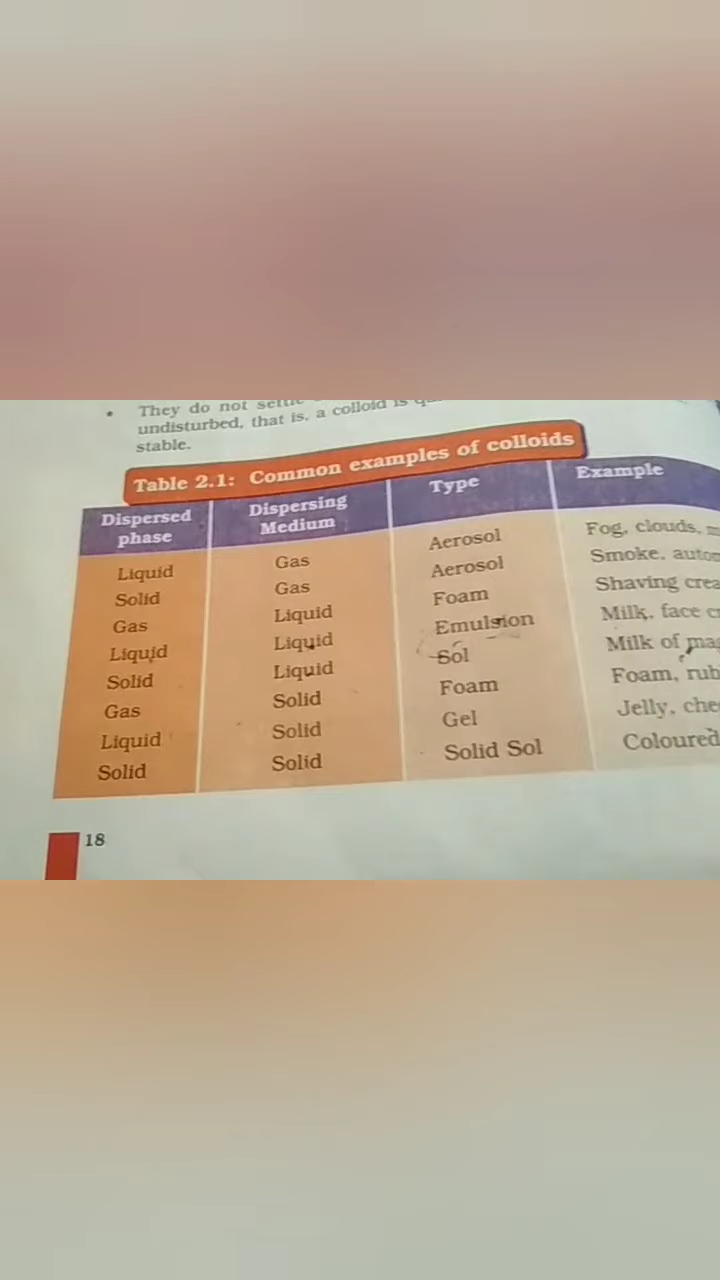 • They do not settle
undisturbed, that is, a colloid is
stable.
Table 2.1: Common examples of colloids
Dispersed phase Dispersing Medium Type Example
Liquid Gas Aerosol Fog, clouds,
Solid Gas Aerosol Smoke,
Gas Liquid Foam Shaving
Liquid Liquid Emulsion Milk, face
Solid Liquid Sol Milk of
Gas Solid Foam Foam,
Liquid Solid Gel Jelly,
Solid Solid Solid Sol Coloured
18